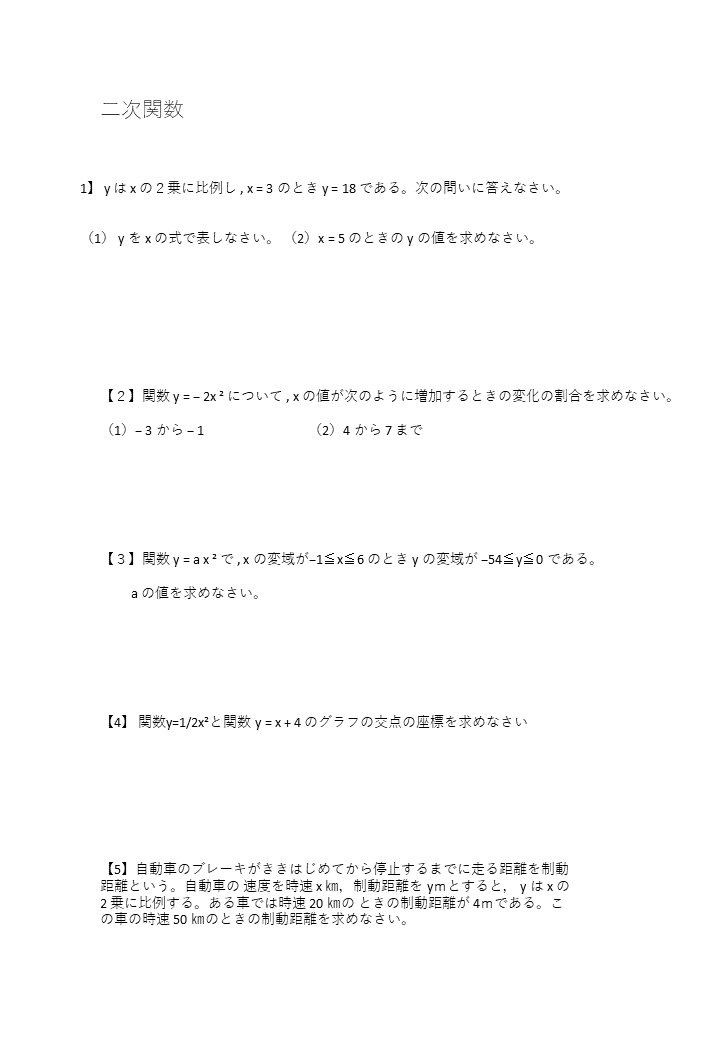 二次関数
1】 y は x の２乗に比例し , x = 3 のとき y = 18 である。次の問いに答えなさい。
（1） y を x の式で表しなさい。 （2）x = 5 のときの y の値を求めなさい。
【２】関数 y = – 2x ² について , x の値が次のように増加するときの変化の割合を求めなさい。
（1）– 3 から – 1 （2）4 から 7 まで
【３】関数 y = a x ² で , x の変域が–1≦x≦6 のとき y の変域が –54≦y≦0 である。
a の値を求めなさい。
【4】 関数y=1/2x²と関数 y = x + 4 のグラフの交点の座標を求めなさい
【5】自動車のブレーキがききはじめてから停止するまでに走る距離を制動
距離という。自動車の 速度を時速 x ㎞， 制動距離を yｍとすると， y は x の
2 乗に比例する。ある車では時速 20 ㎞の ときの制動距離が 4ｍである。こ
の車の時速 50 ㎞のときの制動距離を求めなさい。